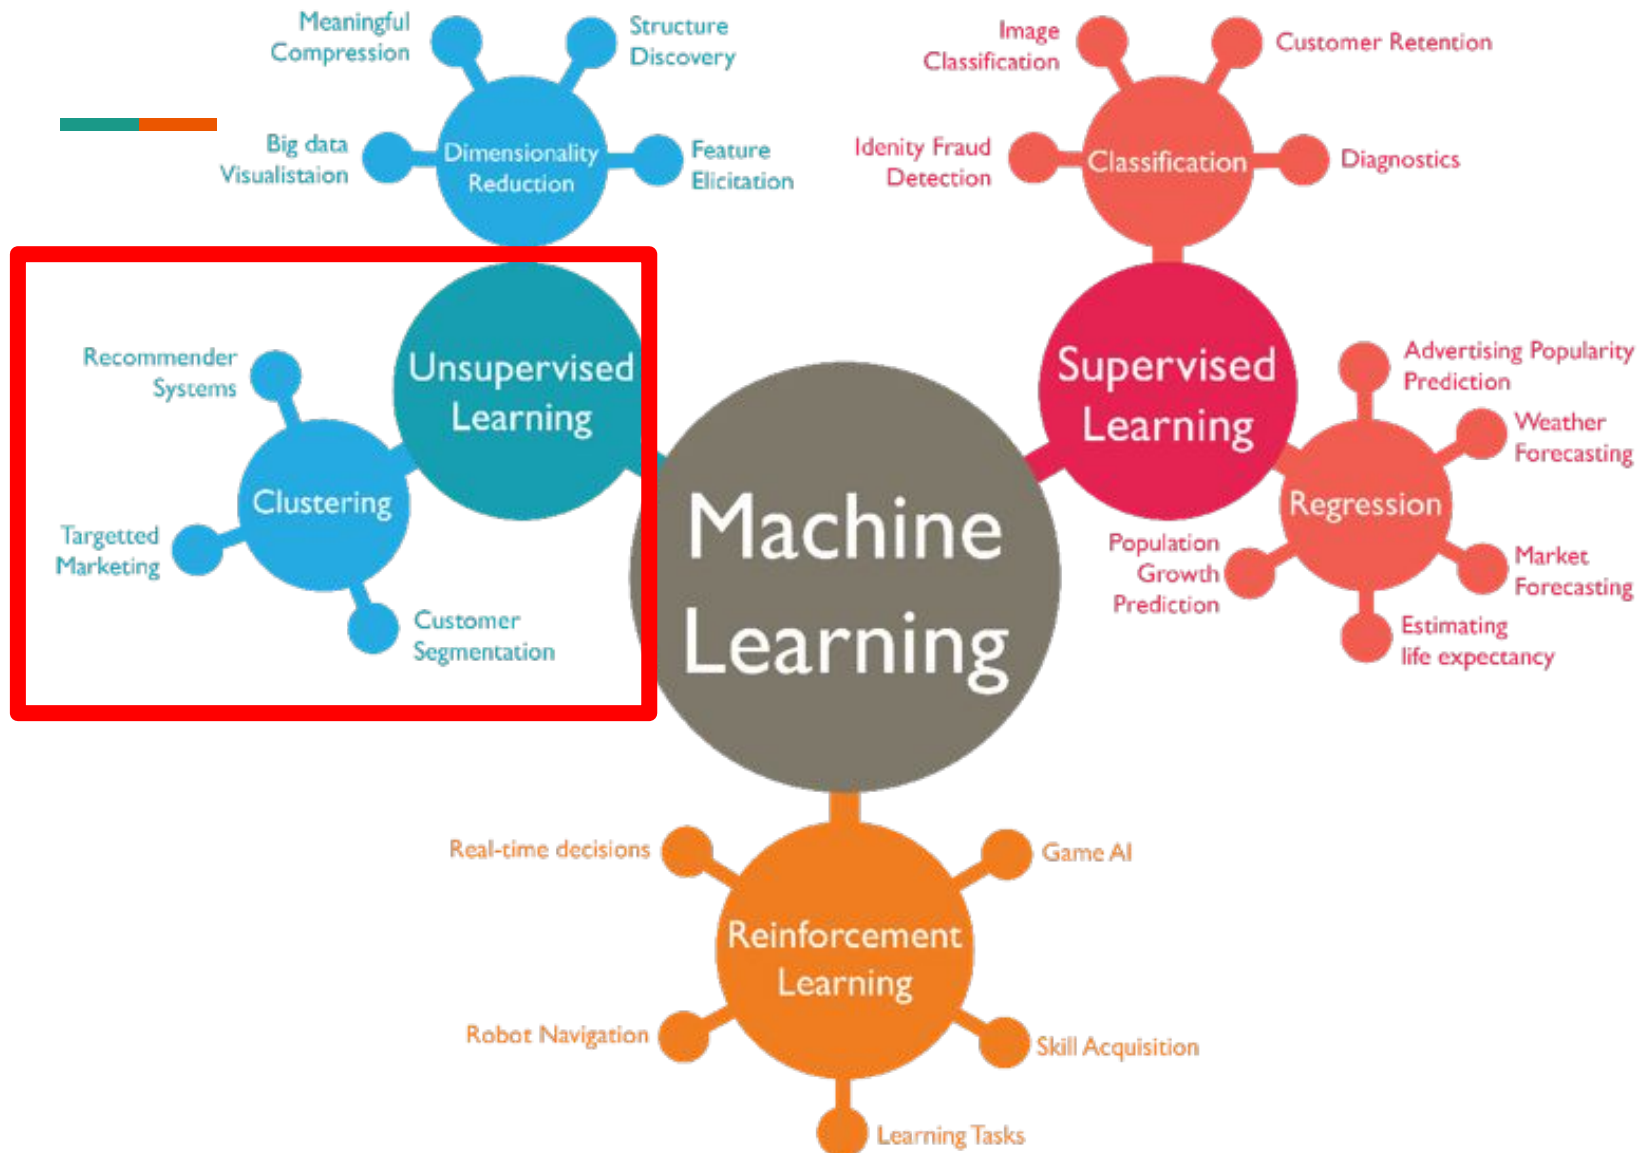 Meaningful
Compression
Structure
Discovery
Big data
Visualistaion
Dimensionality
Reduction
Feature
Elicitation
Image
Classification
Customer Retention
Idenity Fraud
Detection
Classification
Diagnostics
Unsupervised
Learning
Recommender
Systems
Clustering
Targetted
Marketing
Customer
Segmentation
Machine
Learning
Supervised
Learning
Advertising Popularity
Prediction
Weather
Forecasting
Regression
Population
Growth
Prediction
Market
Forecasting
Estimating
life expectancy
Real-time decisions
Game AI
Reinforcement
Learning
Robot Navigation
Skill Acquisition
Learning Tasks